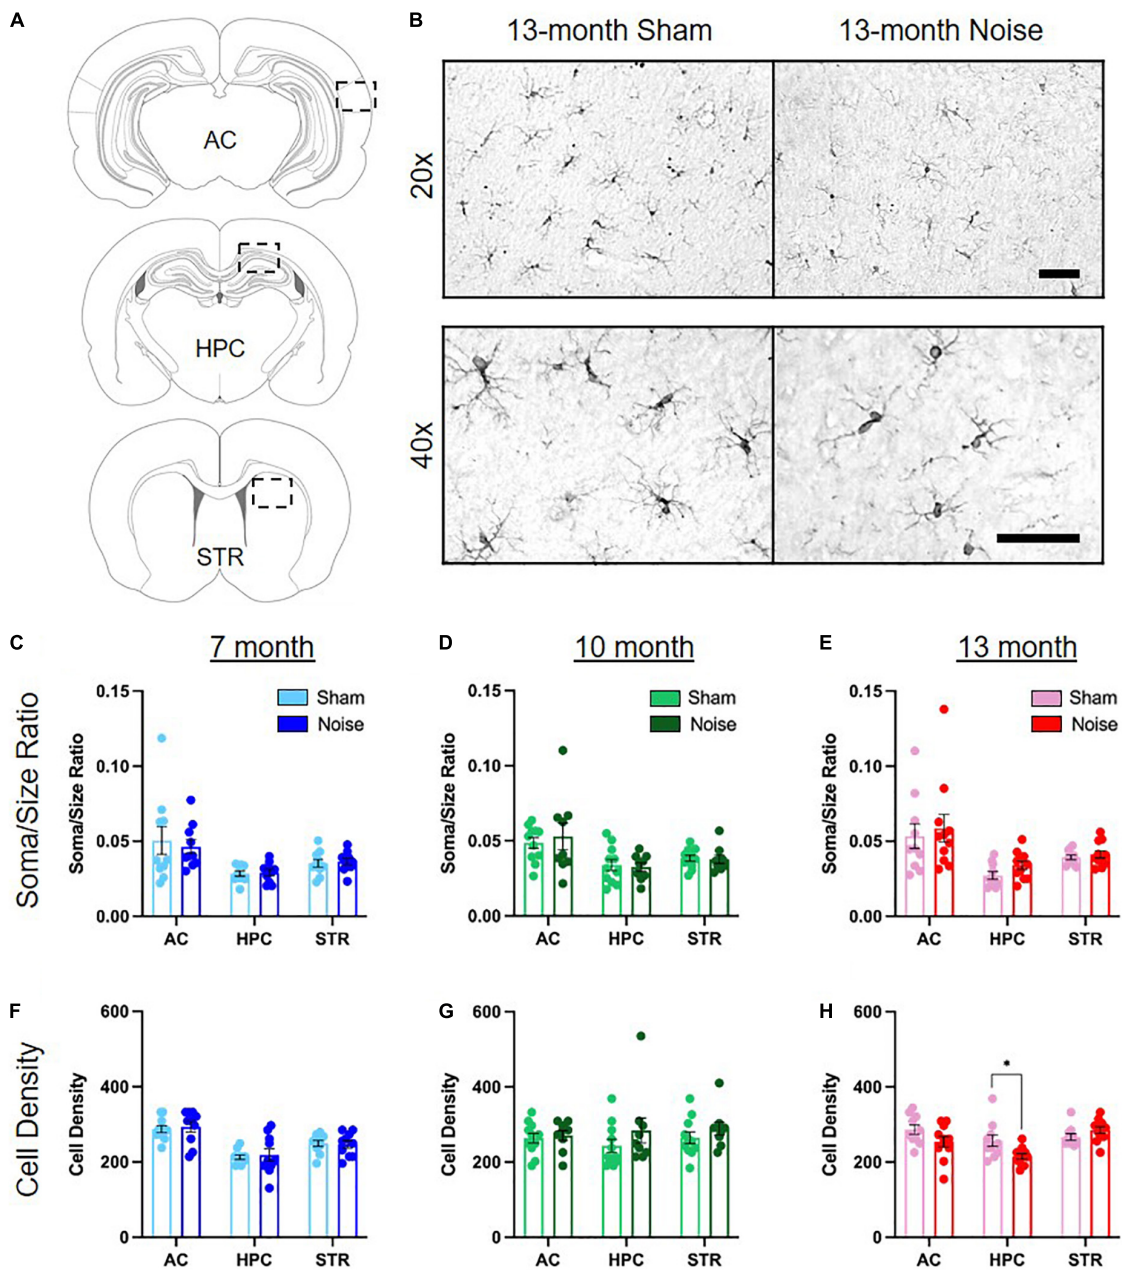 A
AC
HPC
STR
B
13-month Sham 13-month Noise
20x
40x
C
7 month
Soma/Size Ratio
Soma/Size Ratio
0.15
0.10
0.05
0.00
Sham
Noise
AC HPC STR
D
10 month
Soma/Size Ratio
0.15
0.10
0.05
0.00
Sham
Noise
AC HPC STR
E
13 month
Soma/Size Ratio
0.15
0.10
0.05
0.00
Sham
Noise
AC HPC STR
F
Cell Density
Cell Density
600
400
200
0
AC HPC STR
G
Cell Density
600
400
200
0
AC HPC STR
H
Cell Density
600
400
200
0
*
AC HPC STR